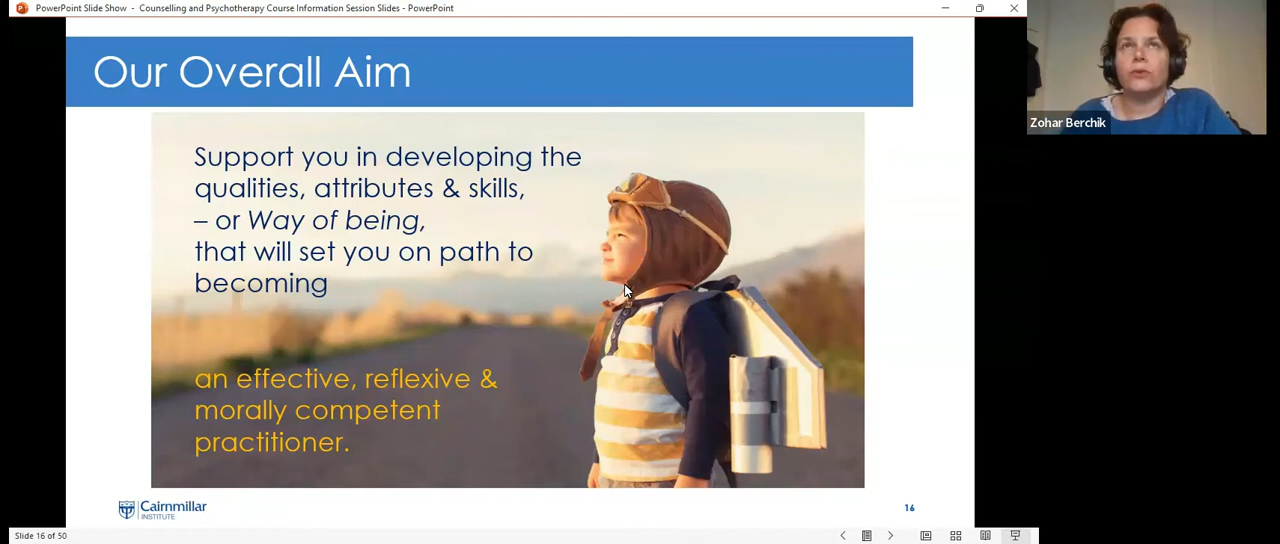 PowerPoint Slide Show - Counselling and Psychotherapy Course Information Session Slides - PowerPoint
Our Overall Aim
Support you in developing the
qualities, attributes & skills,
– or Way of being,
that will set you on path to
becoming
an effective, reflexive &
morally competent
practitioner.
Cairnmillar
INSTITUTE
16
Slide 16 of 50
Zohar Berchik